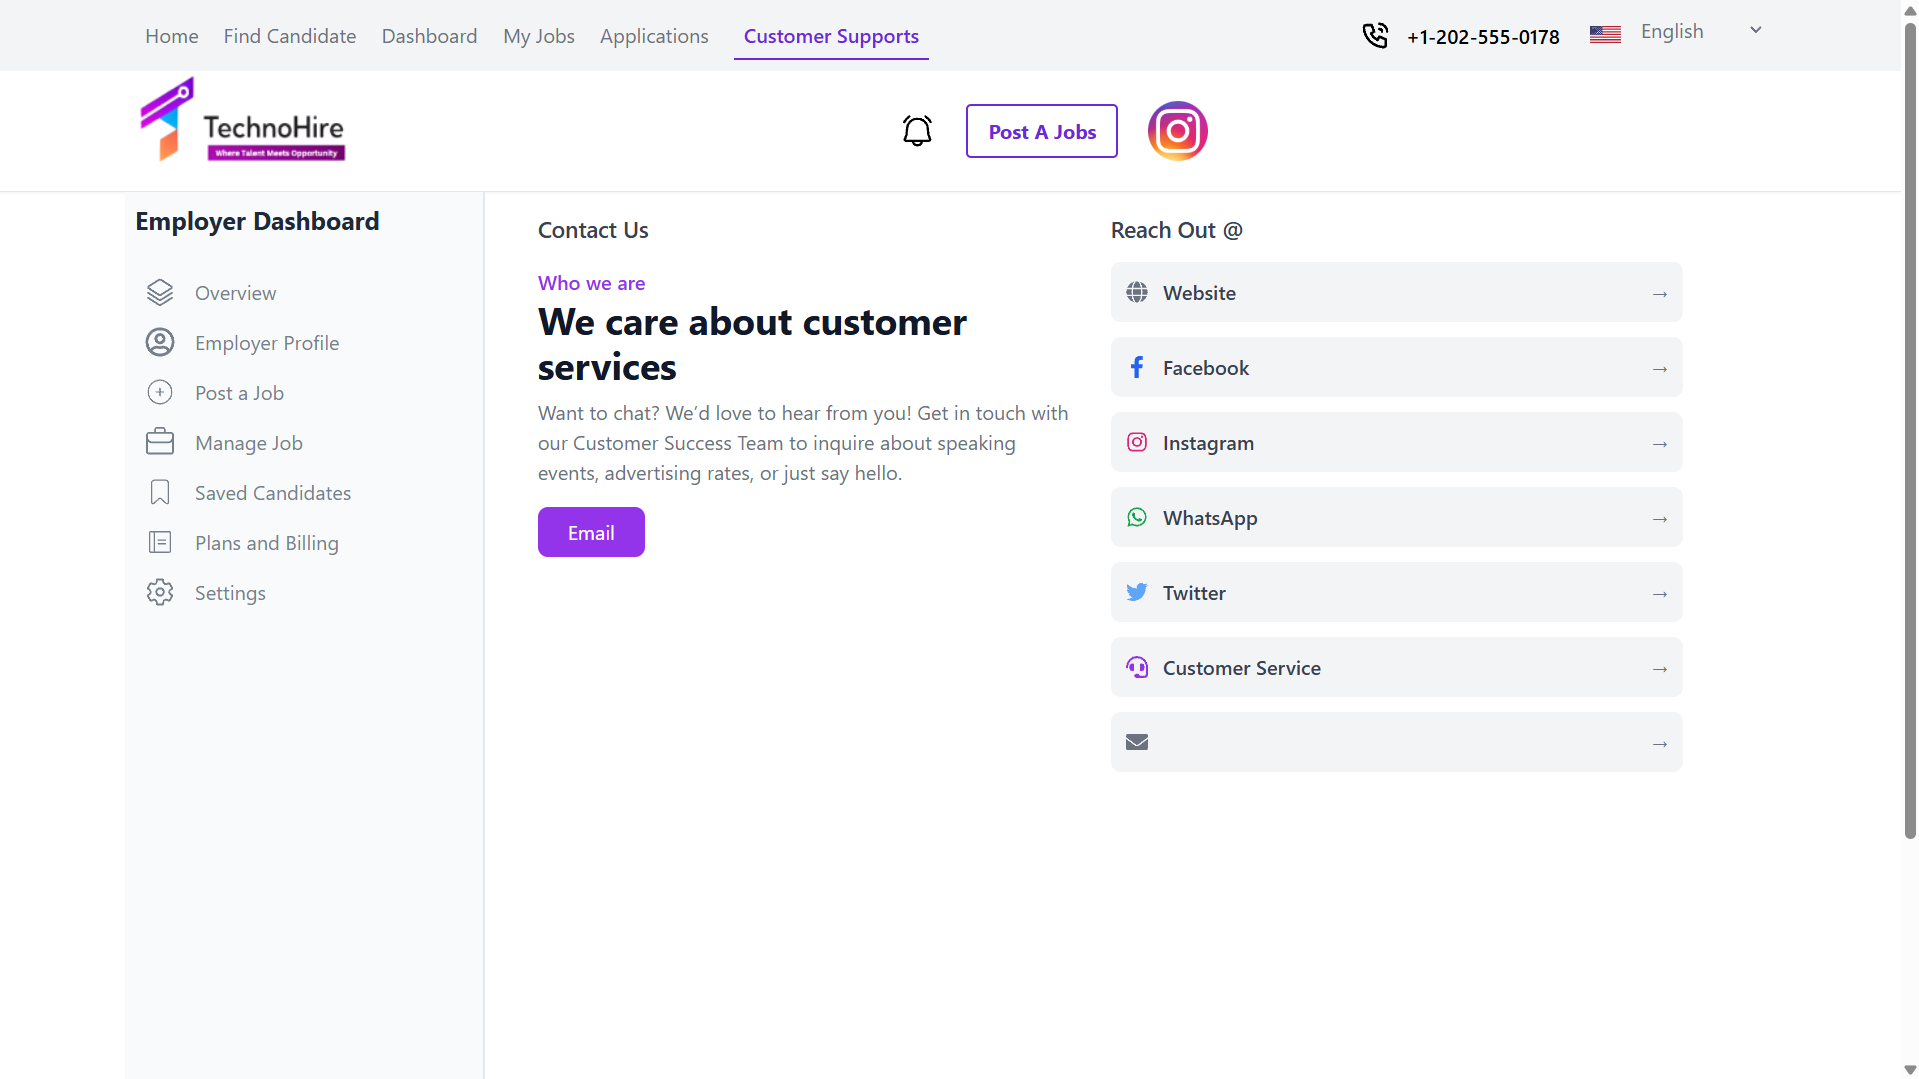 Home Find Candidate Dashboard My Jobs Applications Customer Supports +1-202-555-0178 English
TechnoHire
Where Talent Meets Opportunity
Post A Jobs
Employer Dashboard
Overview
Employer Profile
Post a Job
Manage Job
Saved Candidates
Plans and Billing
Settings
Contact Us
Who we are
We care about customer
services
Want to chat? We’d love to hear from you! Get in touch with
our Customer Success Team to inquire about speaking
events, advertising rates, or just say hello.
Email
Reach Out @
Website →
Facebook →
Instagram →
WhatsApp →
Twitter →
Customer Service →
→